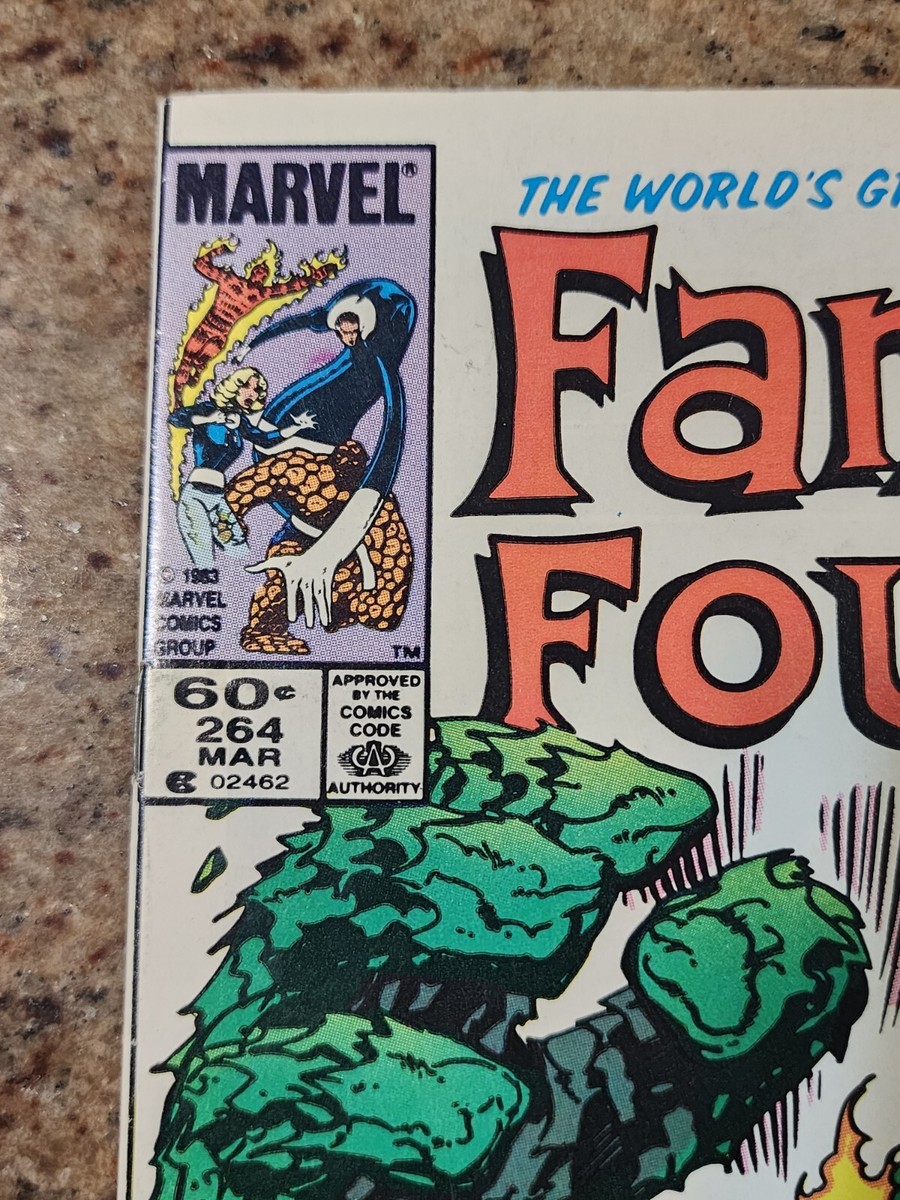 MARVEL®
THE WORLD'S
Fan
Fou
© 1983
MARVEL
COMICS
GROUP
TM
60¢
264
MAR
02462
APPROVED
BY THE
COMICS
CODE
CA
AUTHORITY